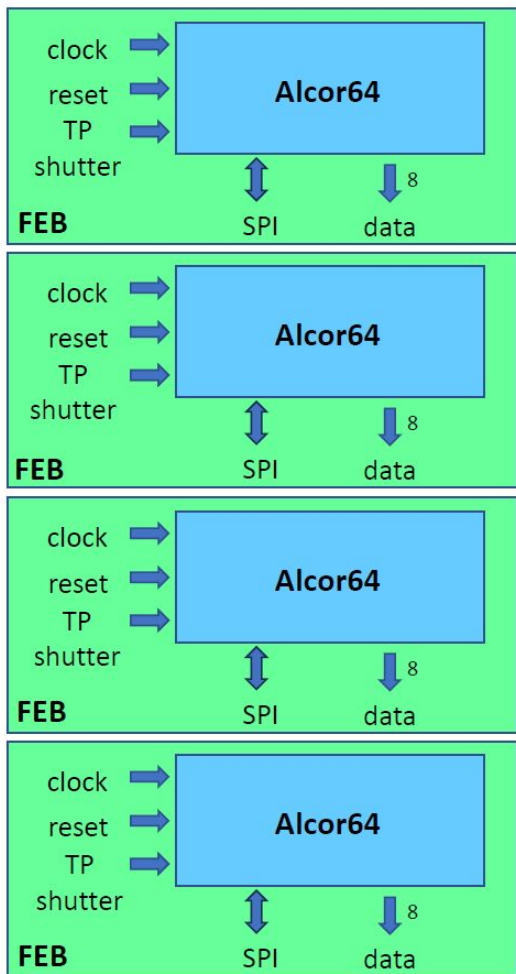 clock
Alcor64
reset
TP
shutter
8
FEB
SPI
data
clock
Alcor64
reset
TP
shutter
8
FEB
SPI
data
clock
Alcor64
reset
TP
shutter
8
FEB
SPI
data
clock
Alcor64
reset
TP
shutter
8
FEB
SPI
data